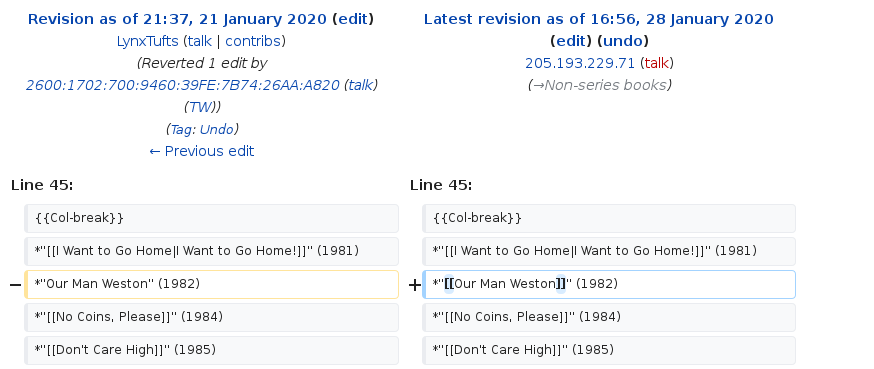 Revision as of 21:37, 21 January 2020 (edit)
LynxTufts (talk | contribs)
(Reverted 1 edit by
2600:1702:700:9460:39FE:7B74:26AA:A820 (talk)
(TW))
(Tag: Undo)
← Previous edit
Latest revision as of 16:56, 28 January 2020
(edit) (undo)
205.193.229.71 (talk)
(→Non-series books)
Line 45:
Line 45:
{{Col-break}}
{{Col-break}}
*''[[I Want to Go Home|I Want to Go Home!]]'' (1981)
*''[[I Want to Go Home|I Want to Go Home!]]'' (1981)
− *''Our Man Weston'' (1982)
+ *''[[Our Man Weston]]'' (1982)
*''[[No Coins, Please]]'' (1984)
*''[[No Coins, Please]]'' (1984)
*''[[Don't Care High]]'' (1985)
*''[[Don't Care High]]'' (1985)